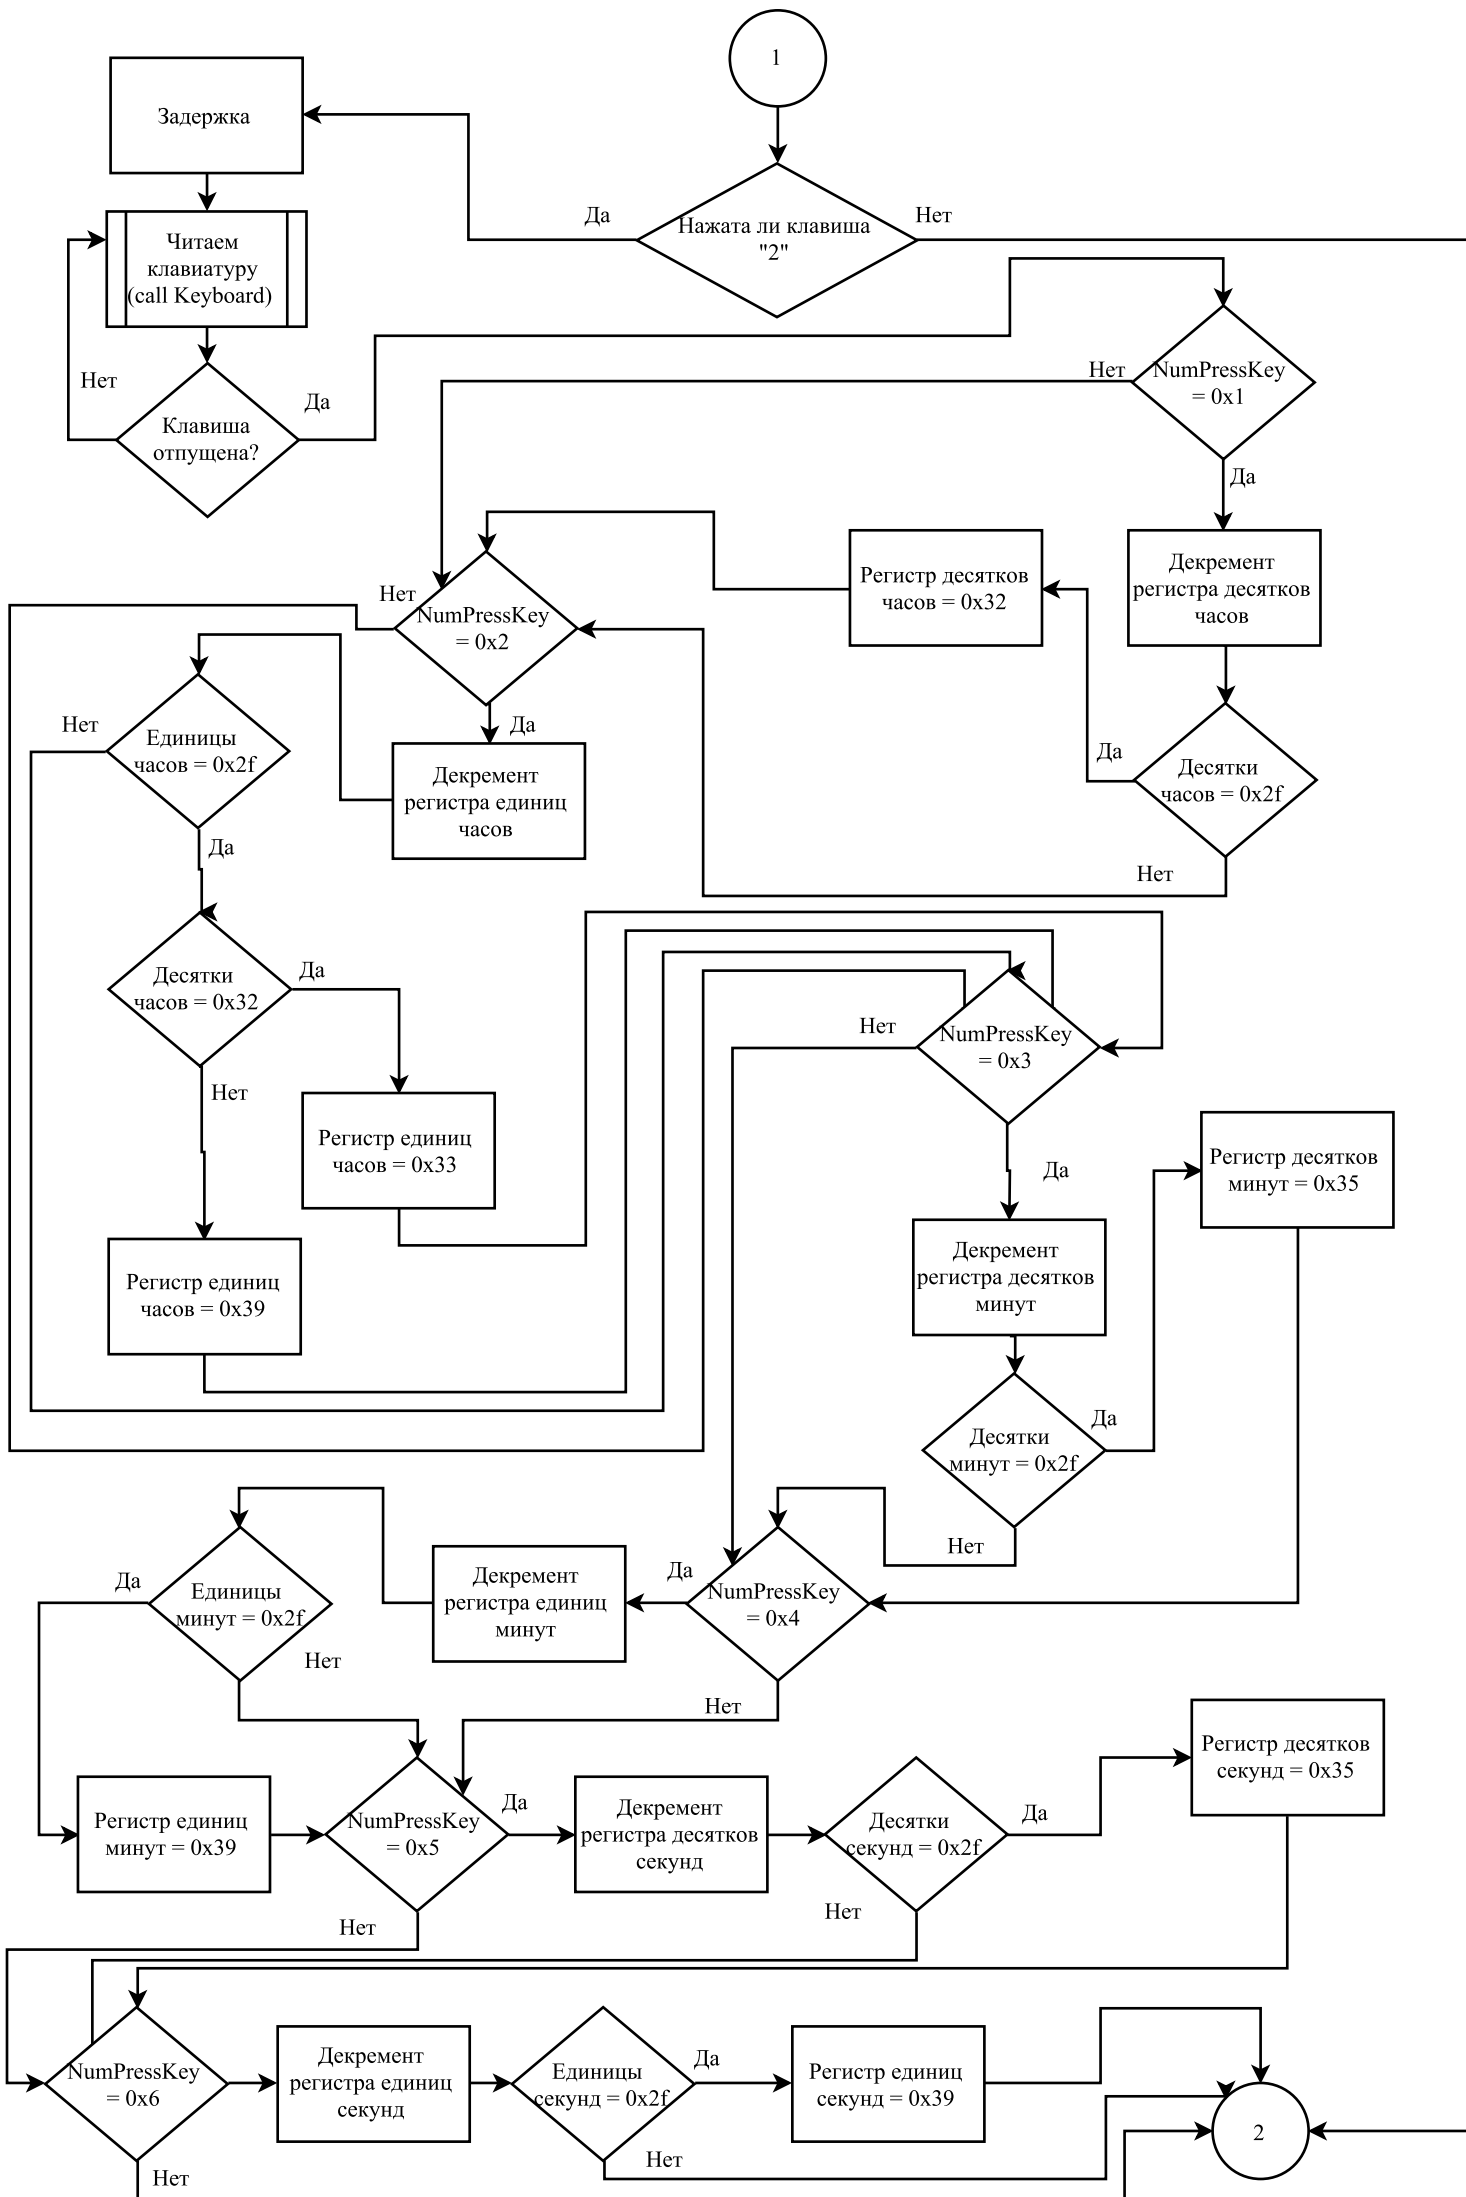 1
Задержка
Да
Нажата ли клавиша
"2"
Нет
Читаем
клавиатуру
(call Keyboard)
Нет
Клавиша
отпущена?
Да
Нет
NumPressKey
= 0x1
Да
Декремент
регистра десятков
часов
Регистр десятков
часов = 0x32
Да
Десятки
часов = 0x2f
Нет
Нет
NumPressKey
= 0x2
Да
Декремент
регистра единиц
часов
Нет
Единицы
часов = 0x2f
Да
Десятки
часов = 0x32
Да
Нет
Регистр единиц
часов = 0x33
Регистр единиц
часов = 0x39
Нет
NumPressKey
= 0x3
Да
Декремент
регистра десятков
минут
Регистр десятков
минут = 0x35
Да
Десятки
минут = 0x2f
Нет
NumPressKey
= 0x4
Да
Декремент
регистра единиц
минут
Нет
Да
Единицы
минут = 0x2f
Нет
Регистр единиц
минут = 0x39
NumPressKey
= 0x5
Да
Декремент
регистра десятков
секунд
Десятки
секунд = 0x2f
Да
Регистр десятков
секунд = 0x35
Нет
Нет
NumPressKey
= 0x6
Декремент
регистра единиц
секунд
Единицы
секунд = 0x2f
Да
Регистр единиц
секунд = 0x39
2
Нет
Нет